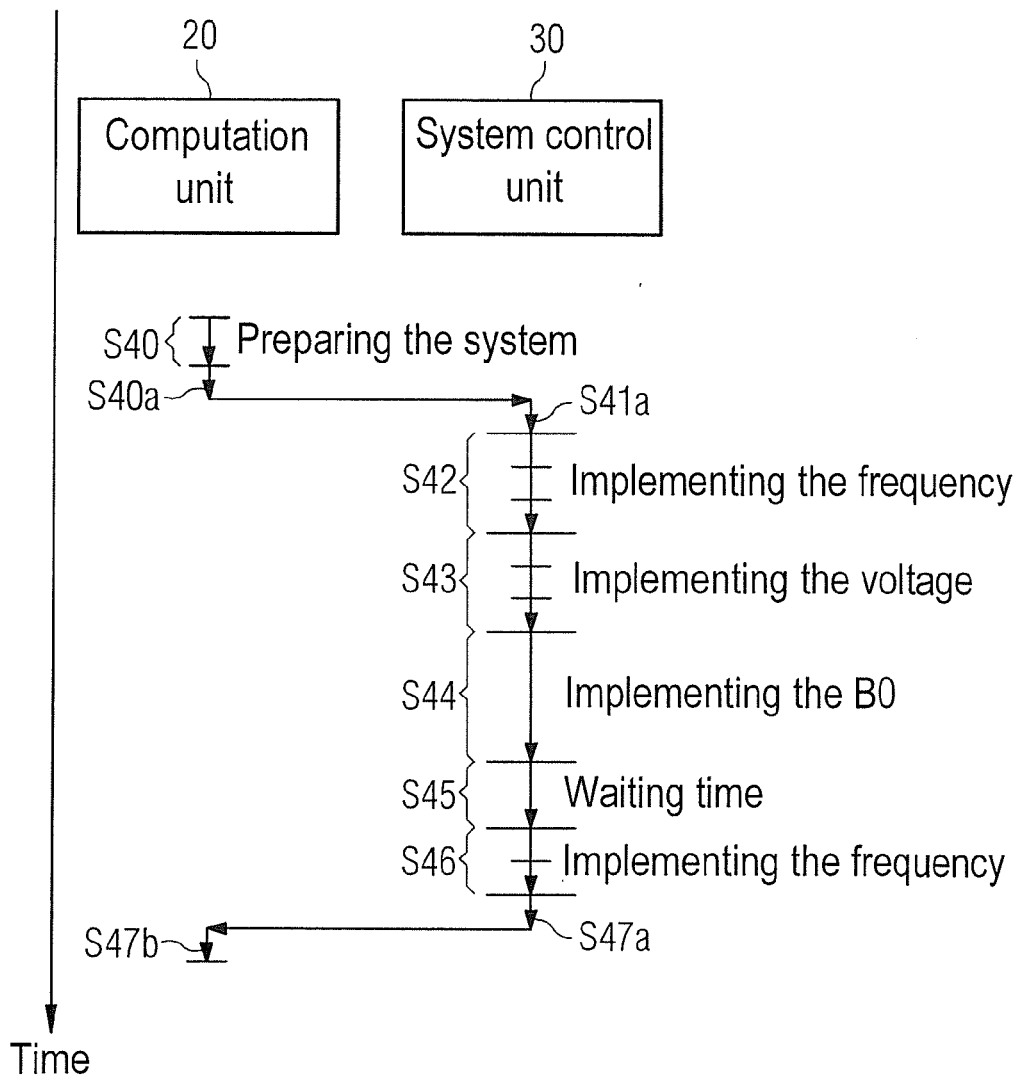 20
30
Computation
unit
System control
unit
S40
Preparing the system
S40a
S41a
S42
Implementing the frequency
S43
Implementing the voltage
S44
Implementing the B0
S45
Waiting time
S46
Implementing the frequency
S47b
S47a
Time